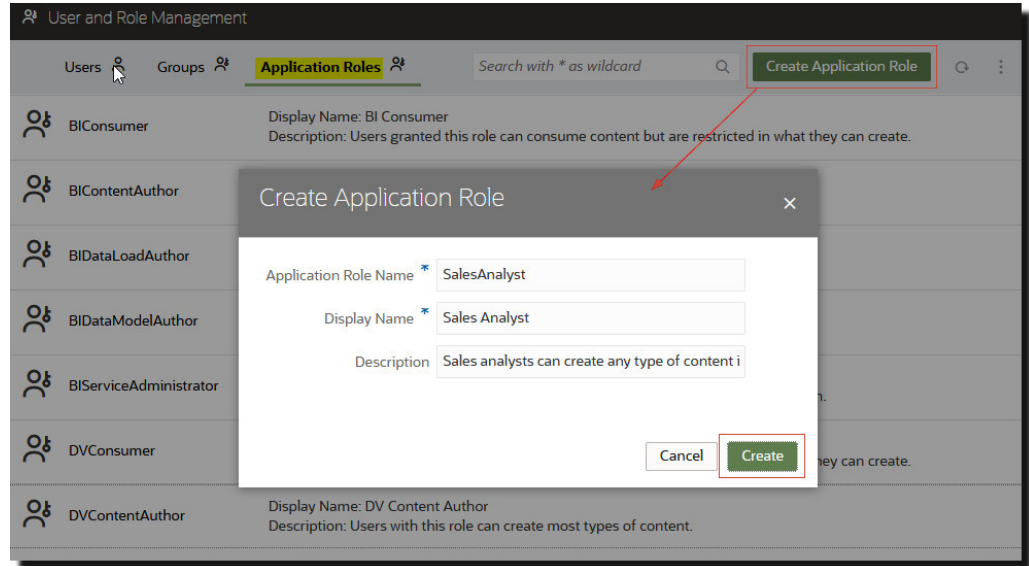 User and Role Management
Users Groups Application Roles Search with * as wildcard Create Application Role
BIConsumer
Display Name: BI Consumer
Description: Users granted this role can consume content but are restricted in what they can create.
BIContentAuthor
BIDataLoadAuthor
BIDataModelAuthor
BIServiceAdministrator
n.
DVConsumer
hey can create.
DVContentAuthor
Display Name: DV Content Author
Description: Users with this role can create most types of content.
Create Application Role
Application Role Name * SalesAnalyst
Display Name * Sales Analyst
Description Sales analysts can create any type of content i
Cancel Create